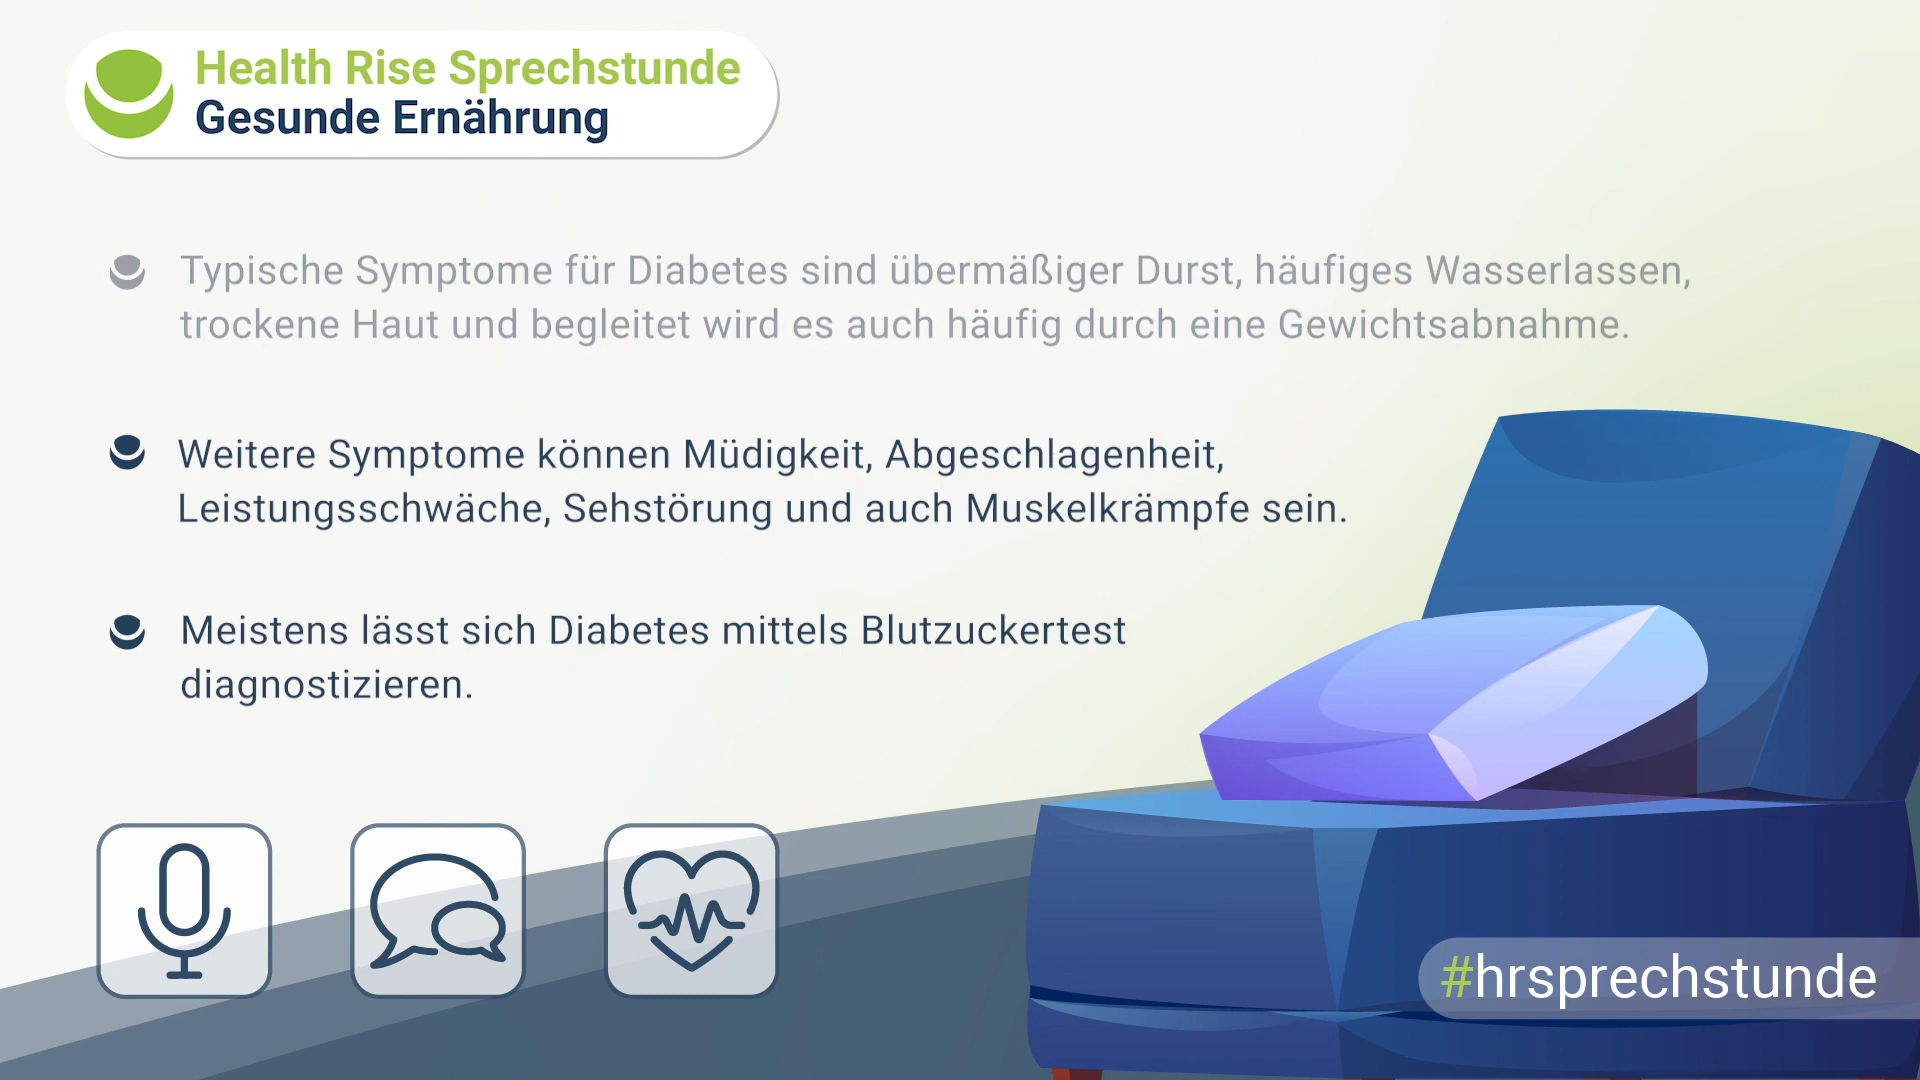 Health Rise Sprechstunde
Gesunde Ernährung
Typische Symptome für Diabetes sind übermäßiger Durst, häufiges Wasserlassen,
trockene Haut und begleitet wird es auch häufig durch eine Gewichtsabnahme.
Weitere Symptome können Müdigkeit, Abgeschlagenheit,
Leistungsschwäche, Sehstörung und auch Muskelkrämpfe sein.
Meistens lässt sich Diabetes mittels Blutzuckertest
diagnostizieren.
#hrsprechstunde